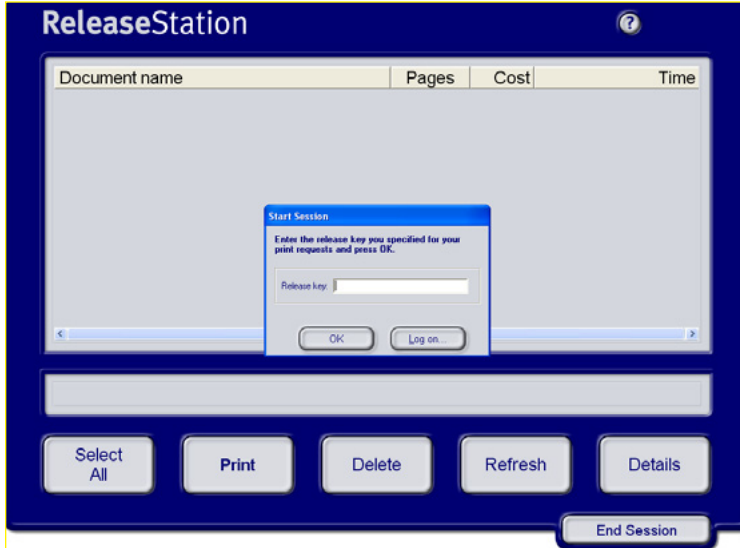 ReleaseStation ?
Document name Pages Cost Time
Start Session
Enter the release key you specified for your
print requests and press OK.
Release key:
OK Log on...
Select
All
Print Delete Refresh Details
End Session